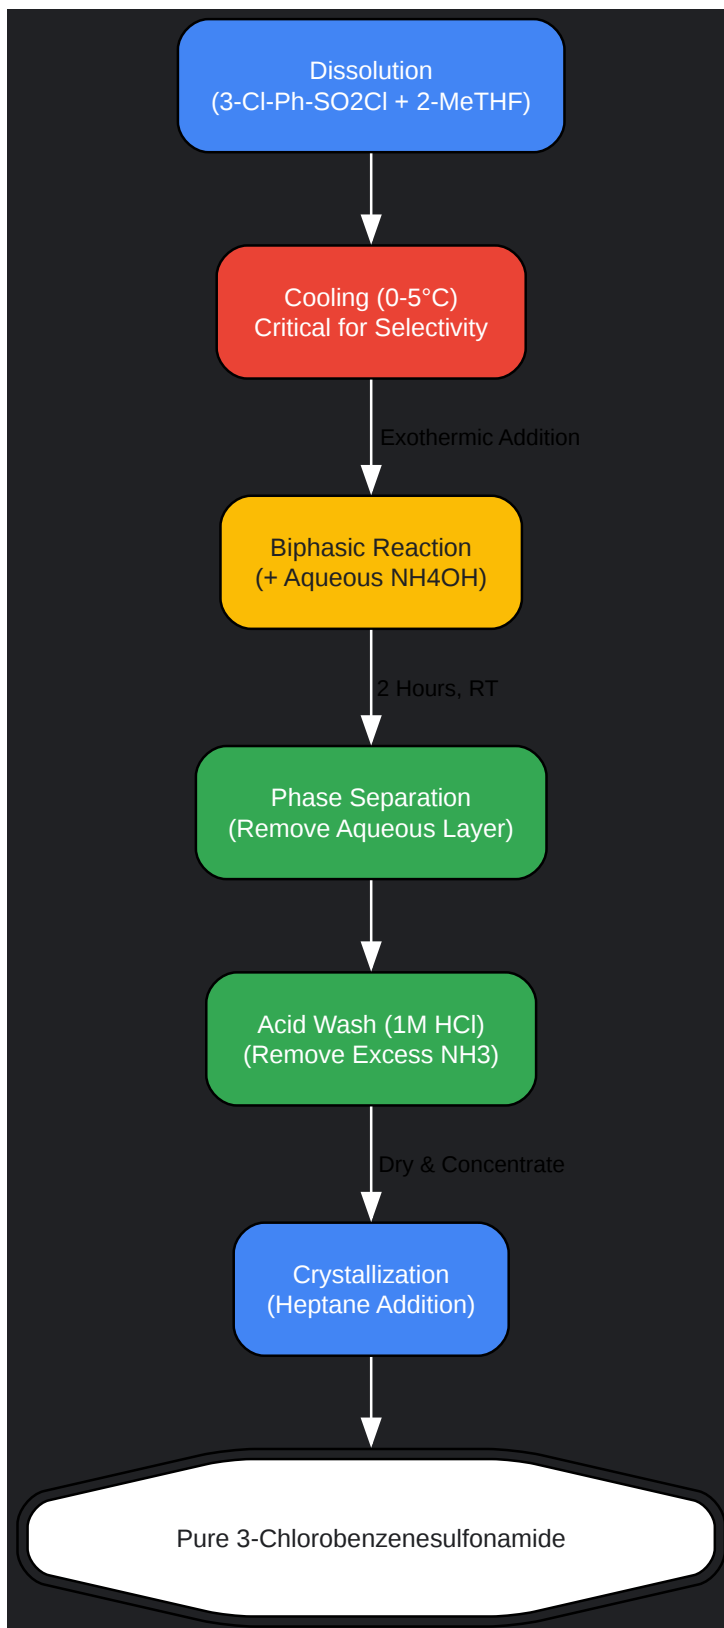 Dissolution
(3-Cl-Ph-SO2Cl + 2-MeTHF)
Cooling (0-5°C)
Critical for Selectivity
Exothermic Addition
Biphasic Reaction
(+ Aqueous NH4OH)
2 Hours, RT
Phase Separation
(Remove Aqueous Layer)
Acid Wash (1M HCl)
(Remove Excess NH3)
Dry & Concentrate
Crystallization
(Heptane Addition)
Pure 3-Chlorobenzenesulfonamide